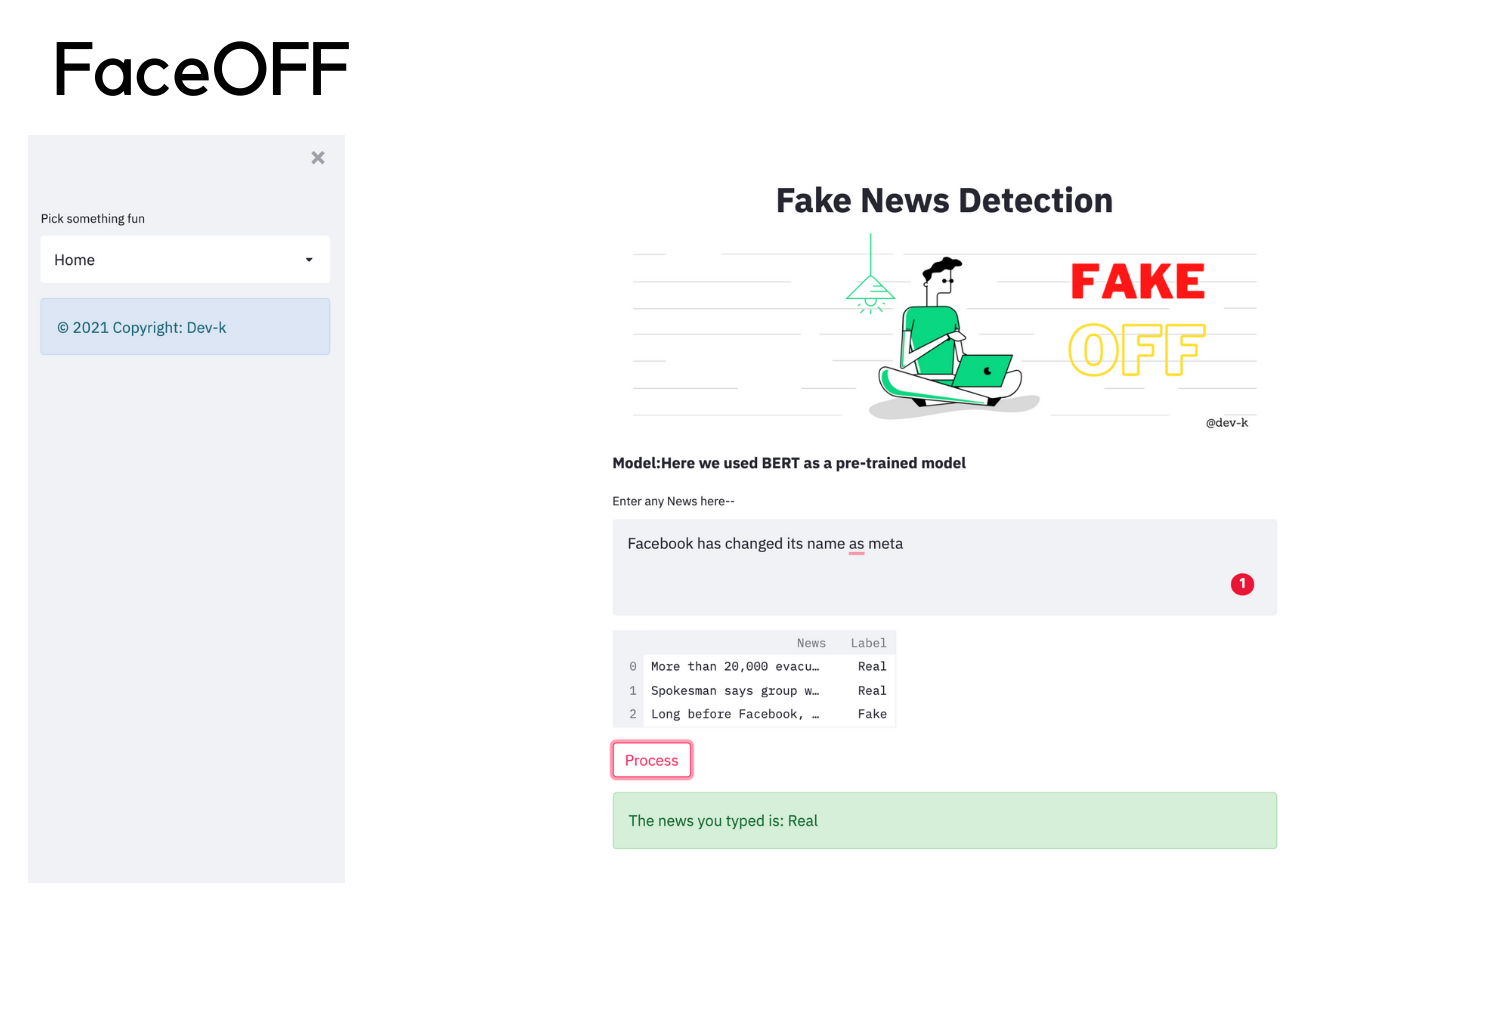 FaceOFF
Pick something fun
Home
© 2021 Copyright: Dev-k
Fake News Detection
FAKE
OFF
@dev-k
Model:Here we used BERT as a pre-trained model
Enter any News here--
Facebook has changed its name as meta
1
News Label
0 More than 20,000 evacu… Real
1 Spokesman says group w… Real
2 Long before Facebook, … Fake
Process
The news you typed is: Real